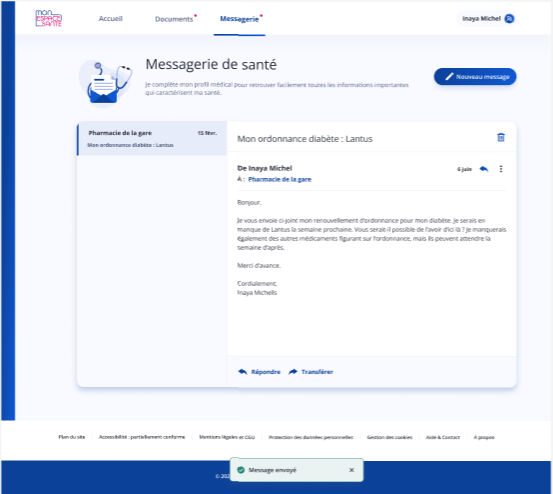 mon
ESPACE
SANTÉ
Accueil
Documents
Messagerie
Inaya Michel
Messagerie de santé
Je complète mon profil médical pour retrouver facilement toutes les informations importantes
qui caractérisent ma santé.
Nouveau message
Pharmacie de la gare
15 févr.
Mon ordonnance diabète : Lantus
Mon ordonnance diabète : Lantus
De Inaya Michel
6 juin
A : Pharmacie de la gare
Bonjour,
Je vous envoie ci-joint mon renouvellement d'ordonnance pour mon diabète. Je serais en
manque de Lantus la semaine prochaine. Vous serait-il possible de l'avoir d'ici là ? Je manquerais
également des autres médicaments figurant sur l'ordonnance, mais ils peuvent attendre la
semaine d'après.
Merci d'avance.
Cordialement,
Inaya Michels
Répondre
Transférer
Plan du site
Accessibilité : partiellement conforme
Mentions légales et CGU
Protection des données personnelles
Gestion des cookies
Aide & Contact
A propos
© 202
Message envoyé